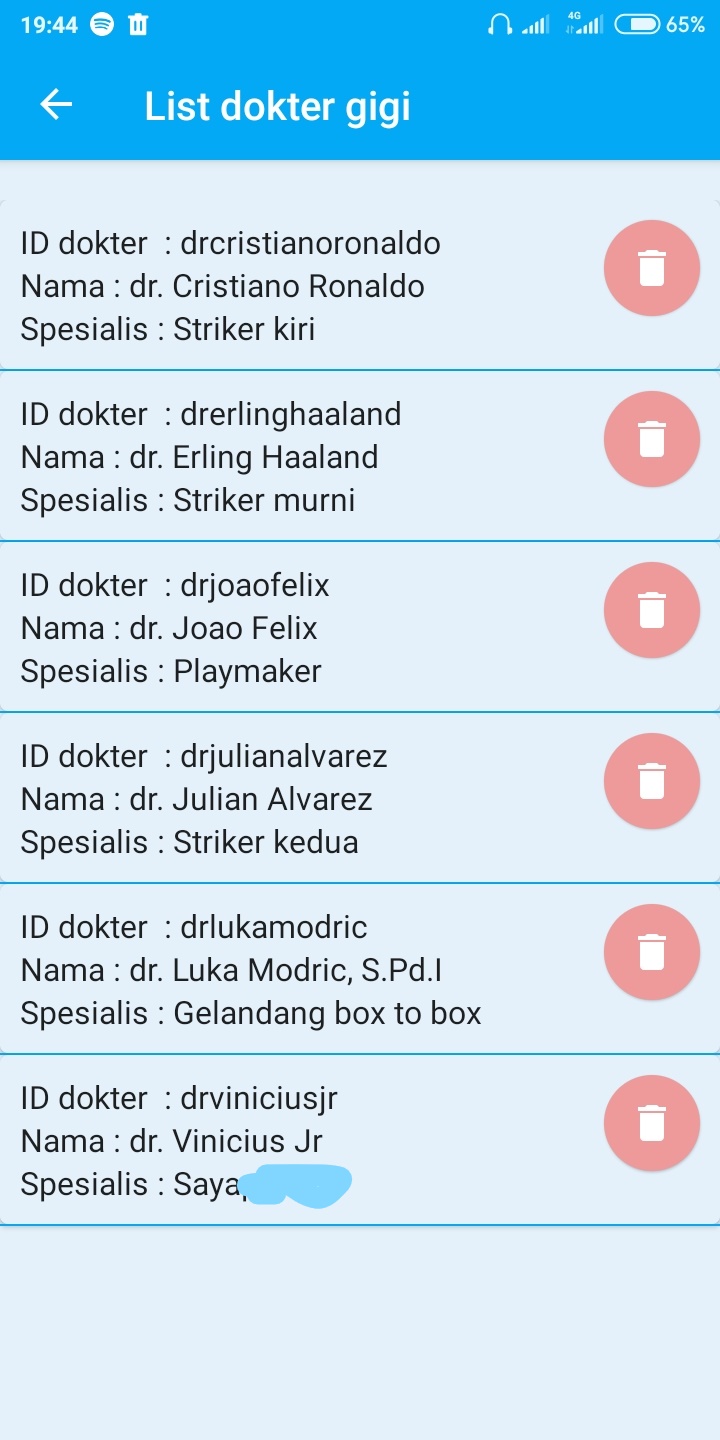 19:44
4G
65%
List dokter gigi
ID dokter : drcristianoronaldo
Nama : dr. Cristiano Ronaldo
Spesialis : Striker kiri
ID dokter : drerlinghaaland
Nama : dr. Erling Haaland
Spesialis : Striker murni
ID dokter : drjoaofelix
Nama : dr. Joao Felix
Spesialis : Playmaker
ID dokter : drjulianalvarez
Nama : dr. Julian Alvarez
Spesialis : Striker kedua
ID dokter : drlukamodric
Nama : dr. Luka Modric, S.Pd.I
Spesialis : Gelandang box to box
ID dokter : drviniciusjr
Nama : dr. Vinicius Jr
Spesialis :